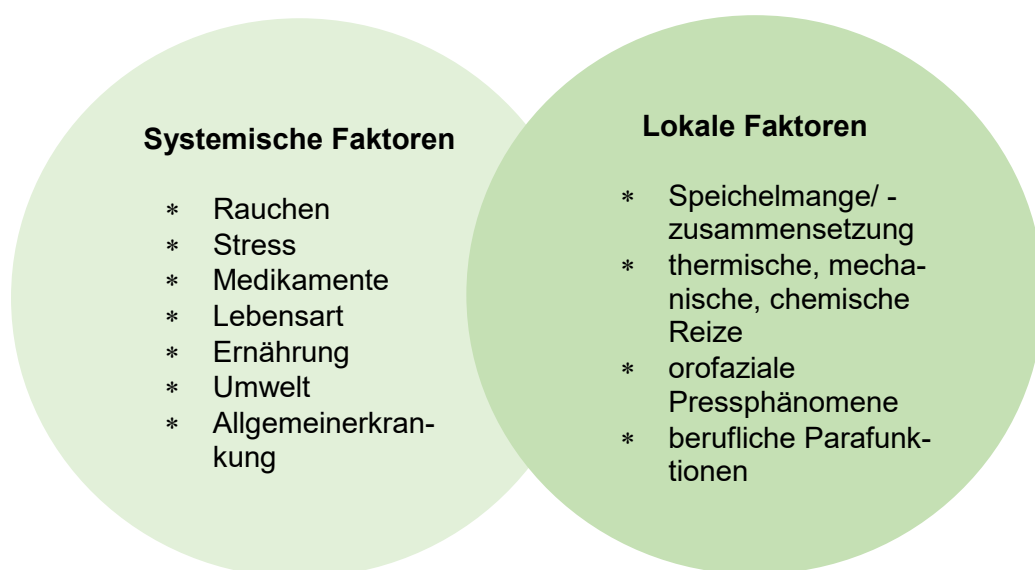 Systemische Faktoren
* Rauchen
* Stress
* Medikamente
* Lebensart
* Ernährung
* Umwelt
* Allgemeinerkran-
kung
Lokale Faktoren
* Speichelmange/ -
zusammensetzung
* thermische, mecha-
nische, chemische
Reize
* orofaziale
Pressphänomene
* berufliche Parafunk-
tionen